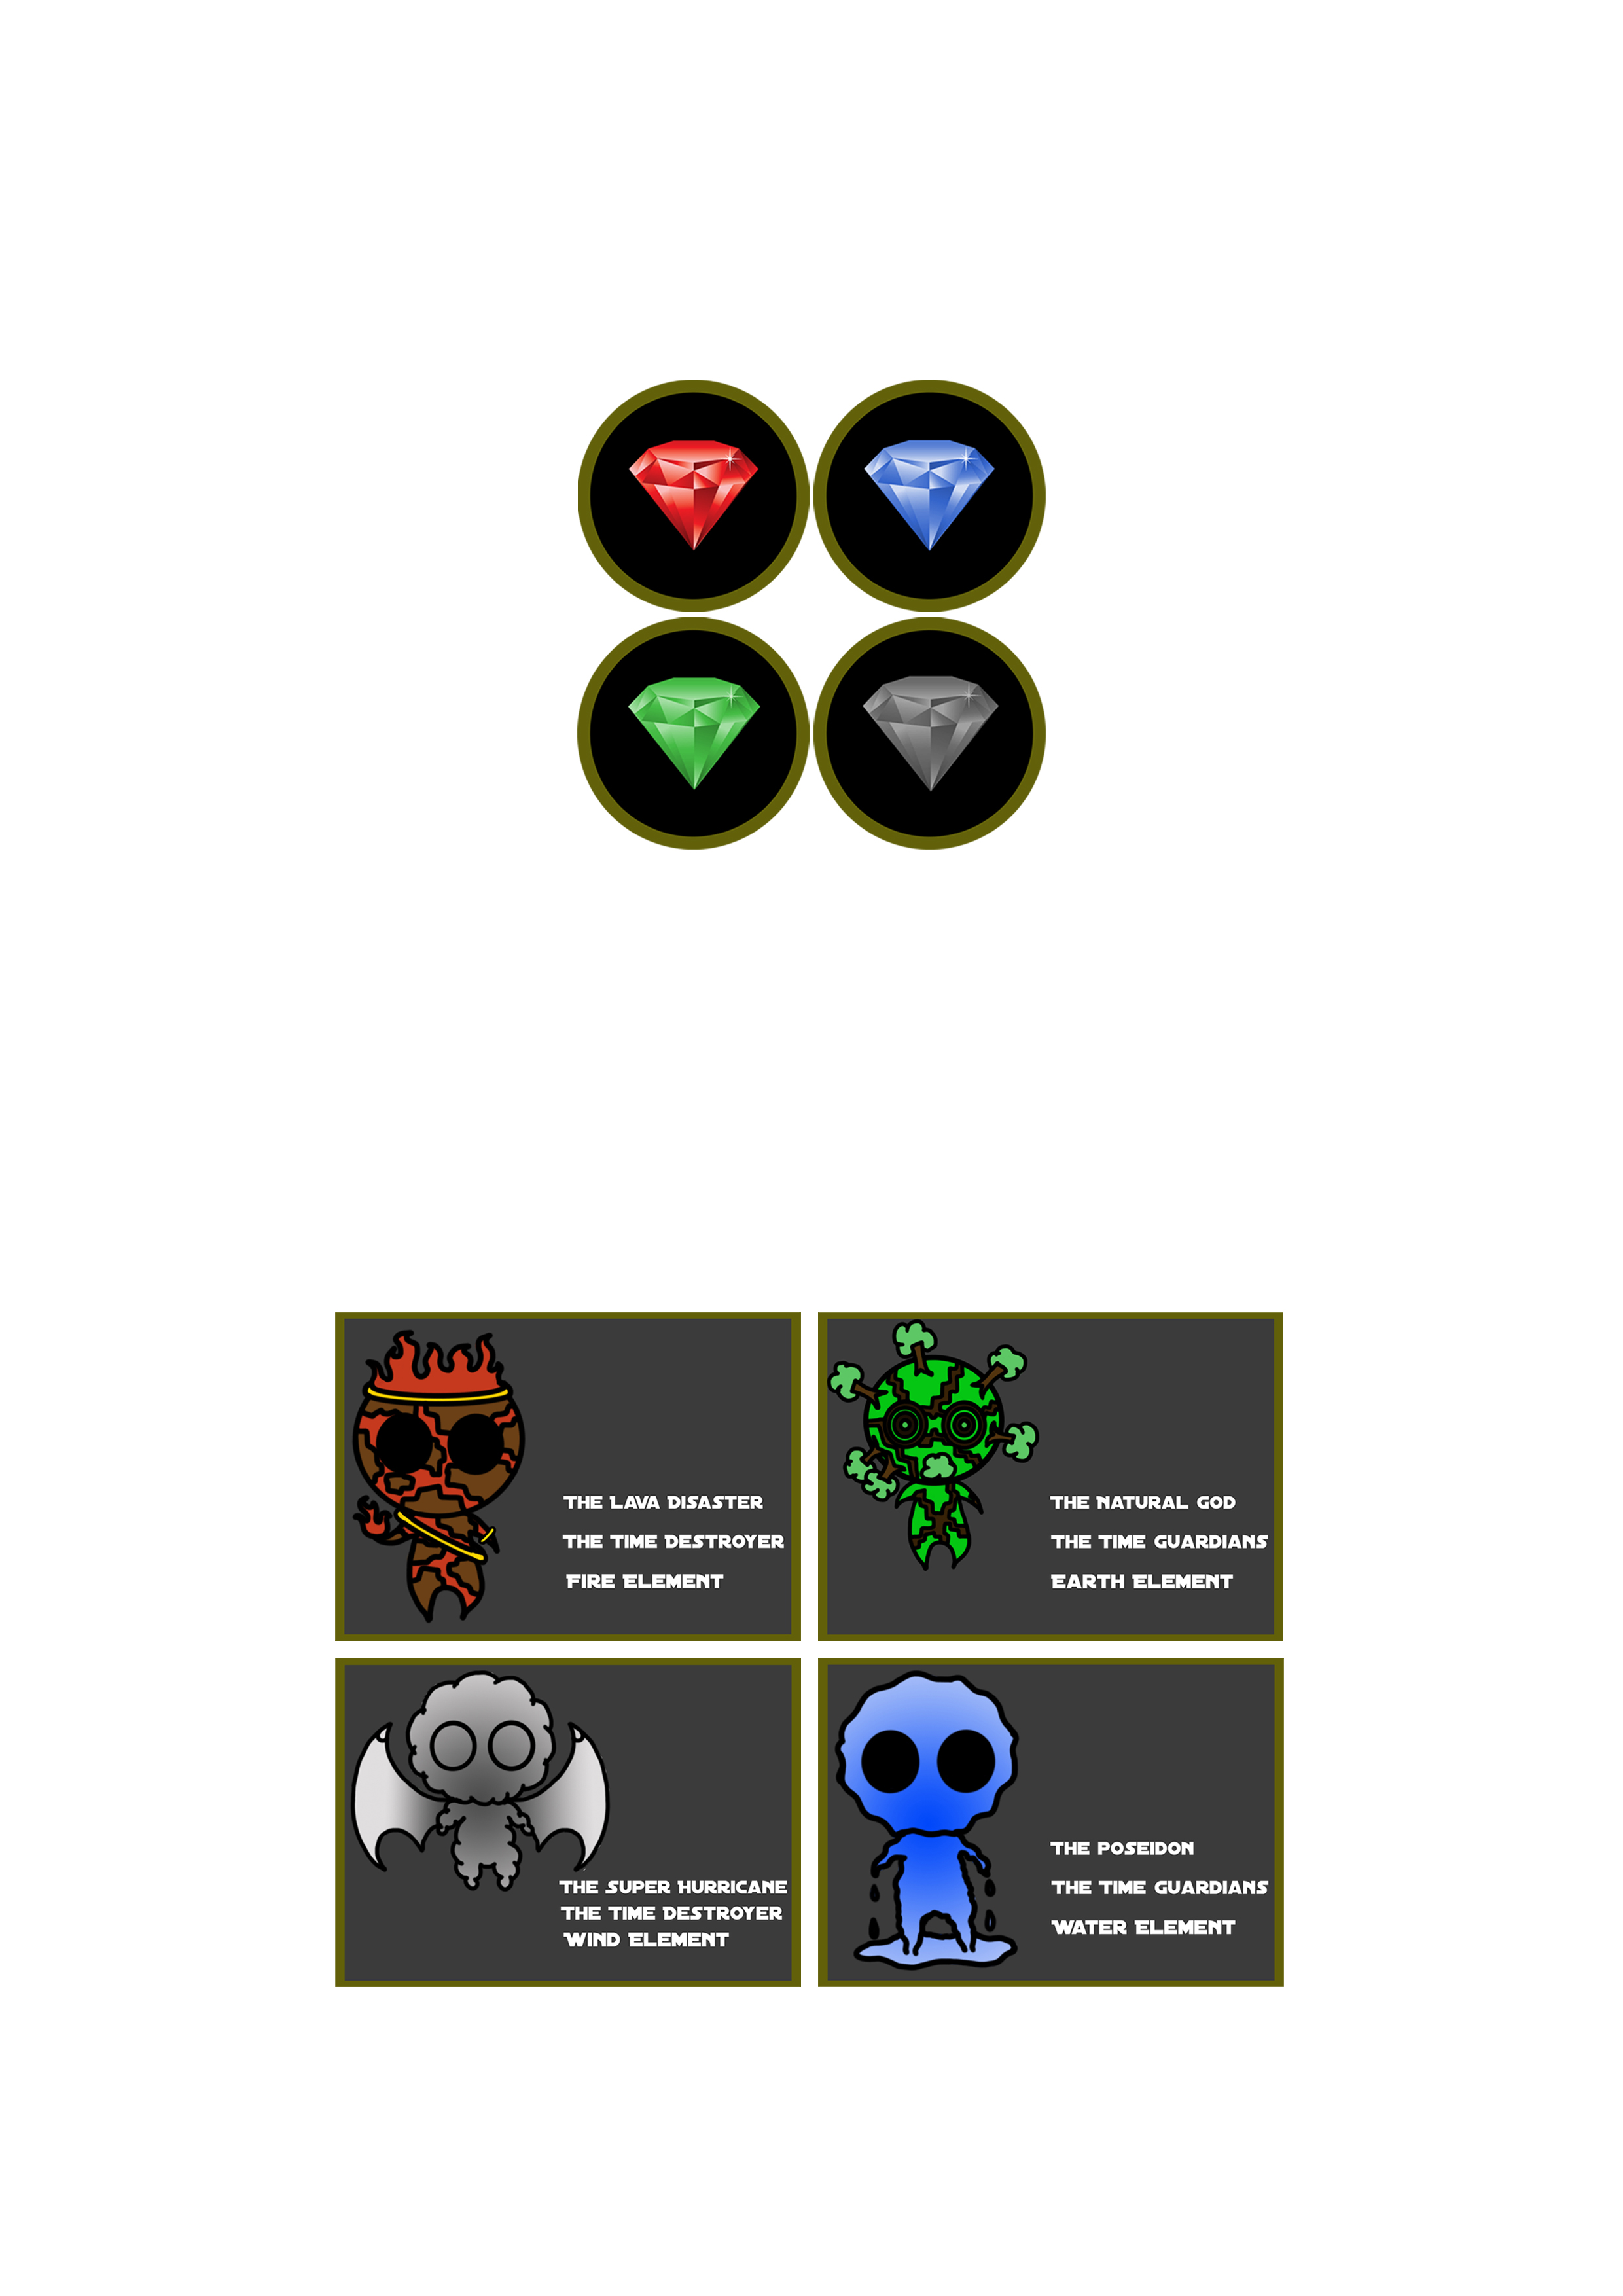 The Lava Disaster
The Time Destroyer
Fire Element
The Natural God
The Time Guardians
Earth Element
The Super Hurricane
The Time Destroyer
Wind Element
The Poseidon
The Time Guardians
Water Element